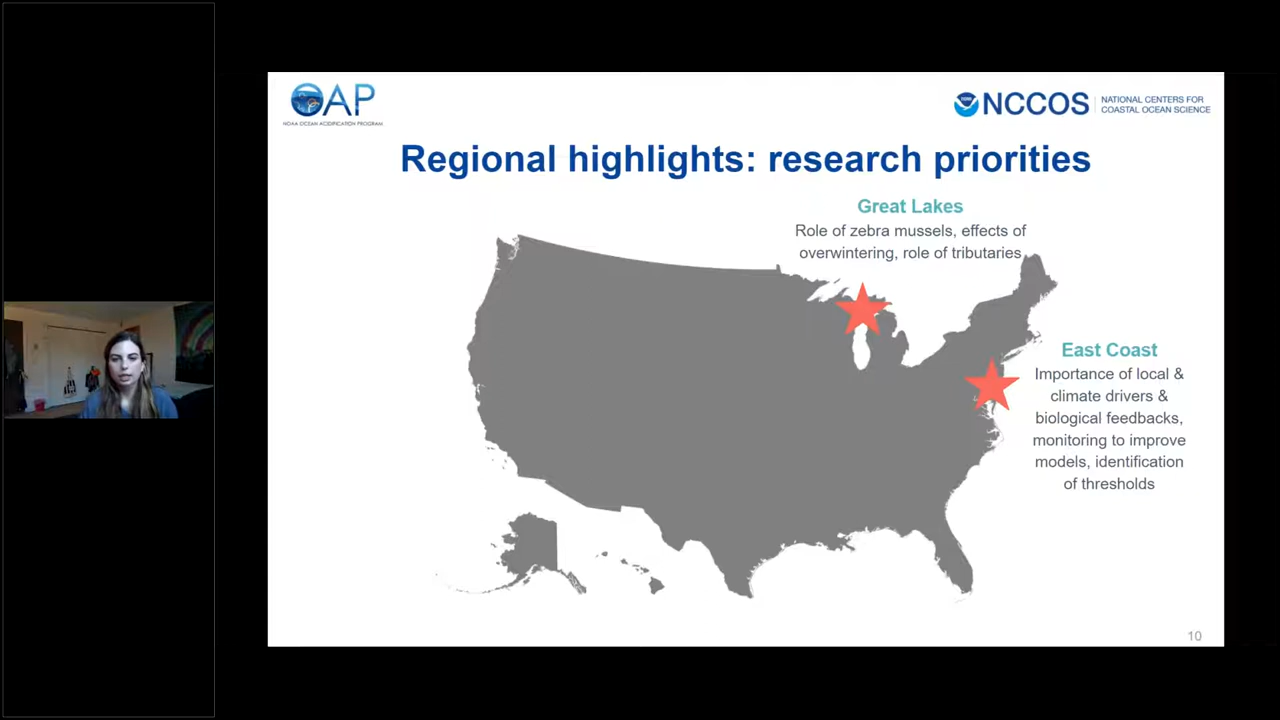 OAP
NOAA OCEAN ACIDIFICATION PROGRAM
NCCOS
NATIONAL CENTERS FOR
COASTAL OCEAN SCIENCE
Regional highlights: research priorities
Great Lakes
Role of zebra mussels, effects of
overwintering, role of tributaries
East Coast
Importance of local &
climate drivers &
biological feedbacks,
monitoring to improve
models, identification
of thresholds
10